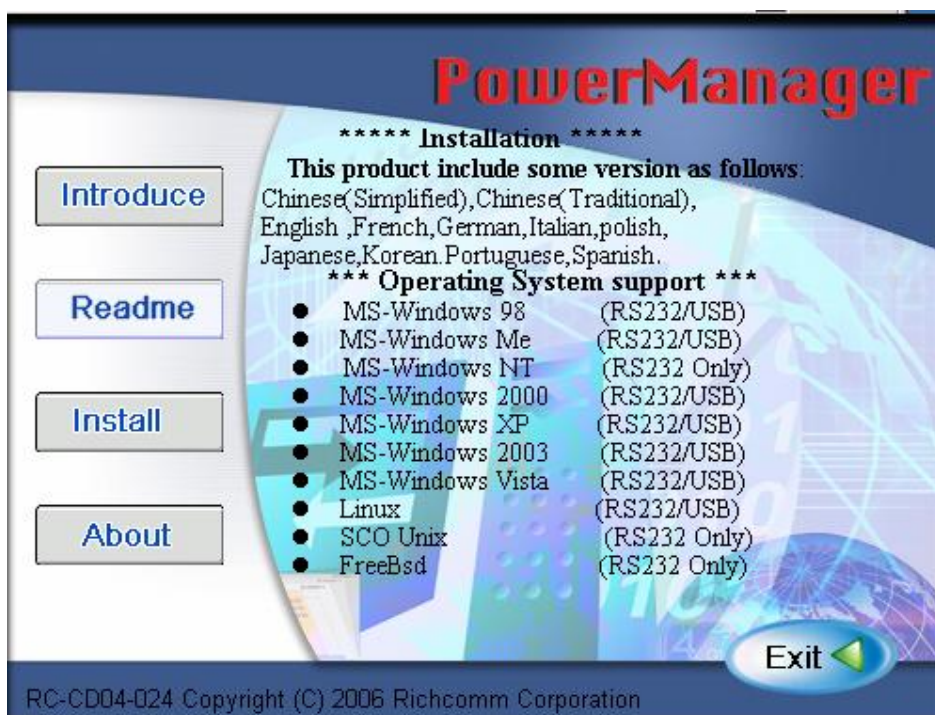 PowerManager
***** Installation *****
This product include some version as follows:
Chinese(Simplified),Chinese(Traditional),
English ,French,German,Italian,polish,
Japanese,Korean.Portuguese,Spanish.
*** Operating System support ***
● MS-Windows 98 (RS232/USB)
● MS-Windows Me (RS232/USB)
● MS-Windows NT (RS232 Only)
● MS-Windows 2000 (RS232/USB)
● MS-Windows XP (RS232/USB)
● MS-Windows 2003 (RS232/USB)
● MS-Windows Vista (RS232/USB)
● Linux (RS232/USB)
● SCO Unix (RS232 Only)
● FreeBsd (RS232 Only)
Introduce
Readme
Install
About
Exit
RC-CD04-024 Copyright (C) 2006 Richcomm Corporation